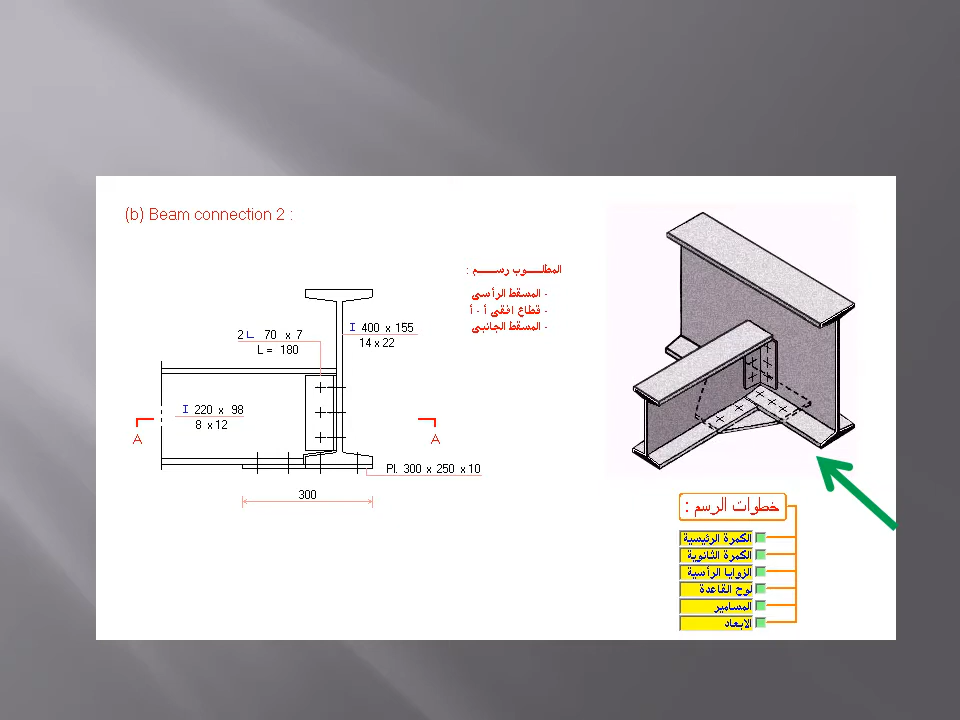 (b) Beam connection 2 :
المطلـــوب رســـم :
- المسقط الرأسى
- قطاع افقى أ - أ
- المسقط الجانبى
I 400 x 155
14 x 22
2∟ 70 x 7
L = 180
I 220 x 98
8 x 12
A
A
Pl. 300 x 250 x 10
300
خطوات الرسم :
الكمرة الرئيسية
الكمرة الثانوية
الزوايا الرأسية
لوح القاعدة
المسامير
الابعاد